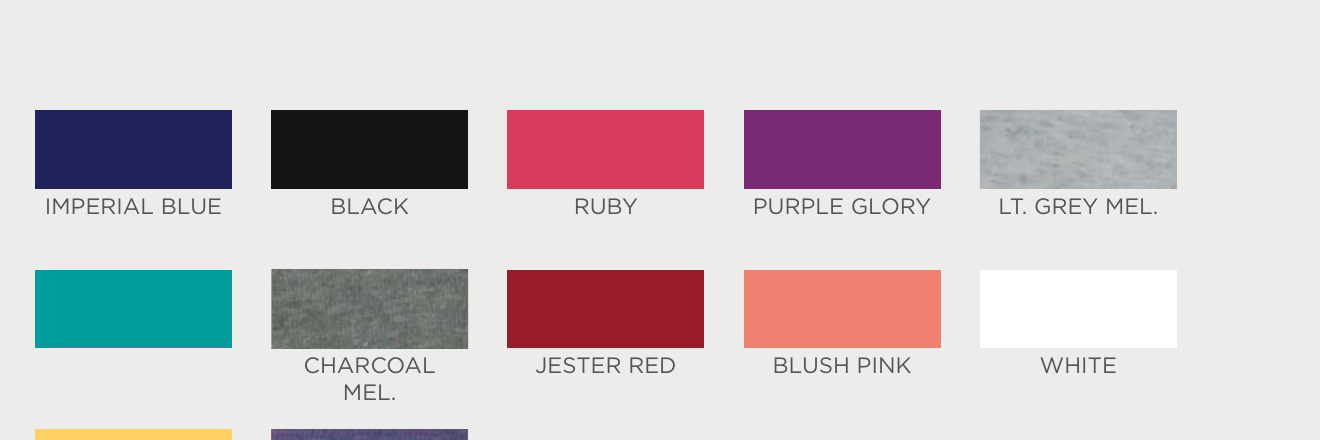 IMPERIAL BLUE
BLACK
RUBY
PURPLE GLORY
LT. GREY MEL.
CHARCOAL
MEL.
JESTER RED
BLUSH PINK
WHITE